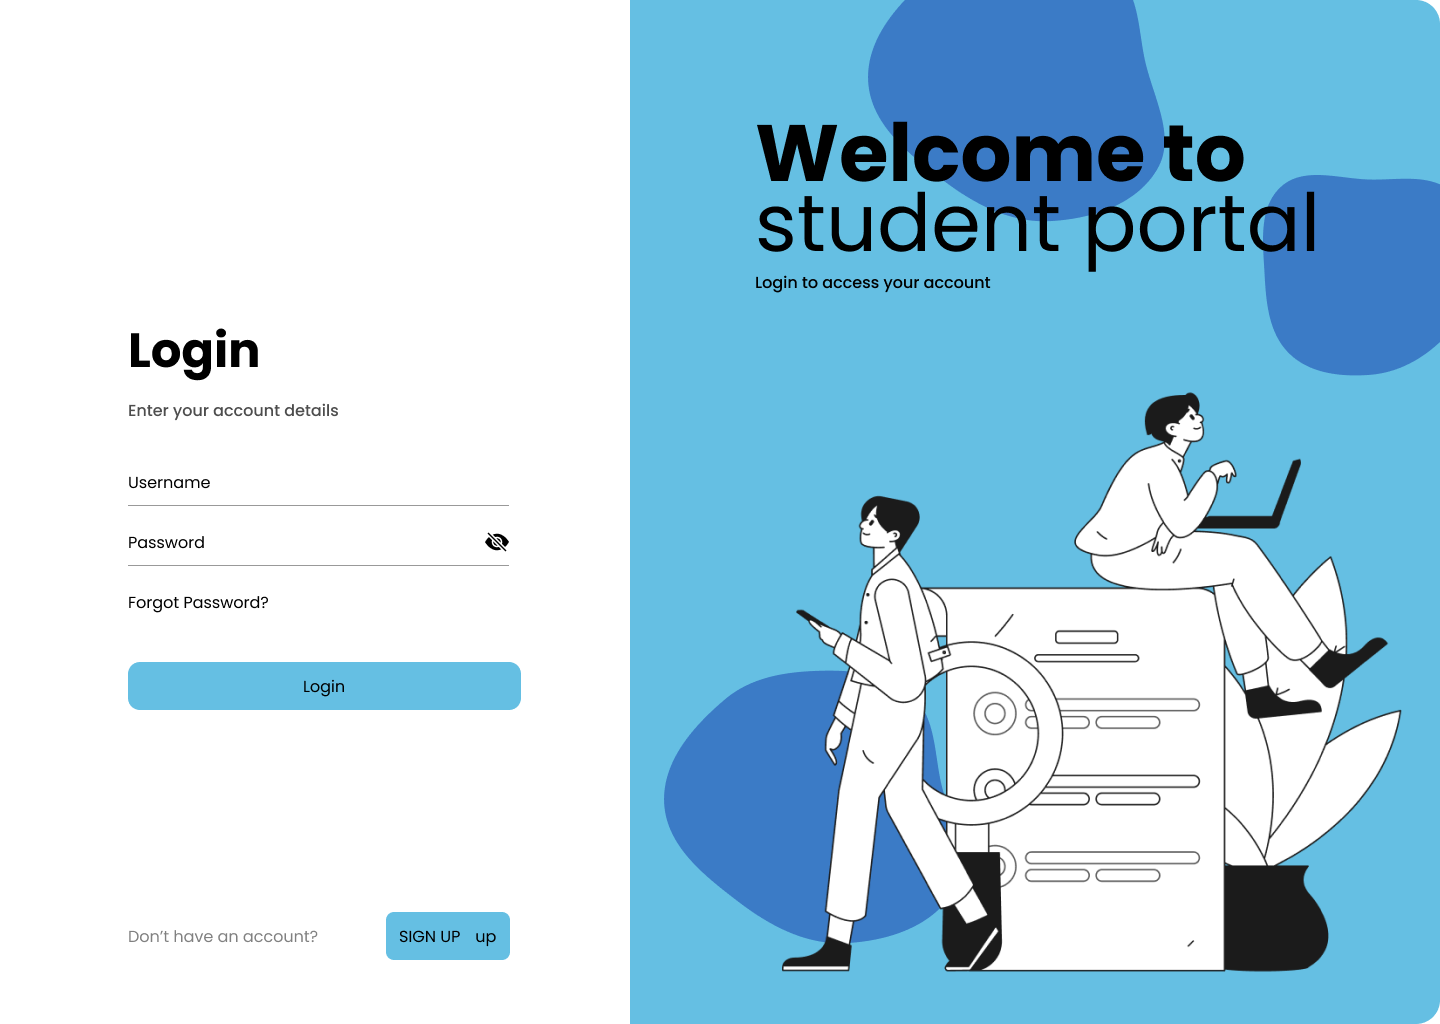 Login
Enter your account details
Username
Password
Forgot Password?
Login
Don’t have an account?
SIGN UP up
Welcome to
student portal
Login to access your account